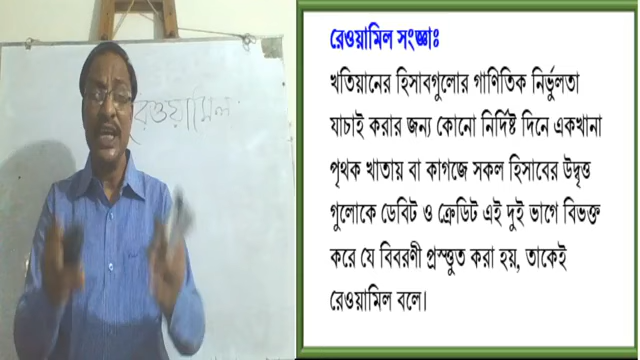 রেওয়ামিল
রেওয়ামিল সংজ্ঞাঃ
খতিয়ানের হিসাবগুলোর গাণিতিক নির্ভুলতা
যাচাই করার জন্য কোনো নির্দিষ্ট দিনে একখানা
পৃথক খাতায় বা কাগজে সকল হিসাবের উদ্বৃত্ত
গুলোকে ডেবিট ও ক্রেডিট এই দুই ভাগে বিভক্ত
করে যে বিবরণী প্রস্ত্তুত করা হয়, তাকেই
রেওয়ামিল বলে।